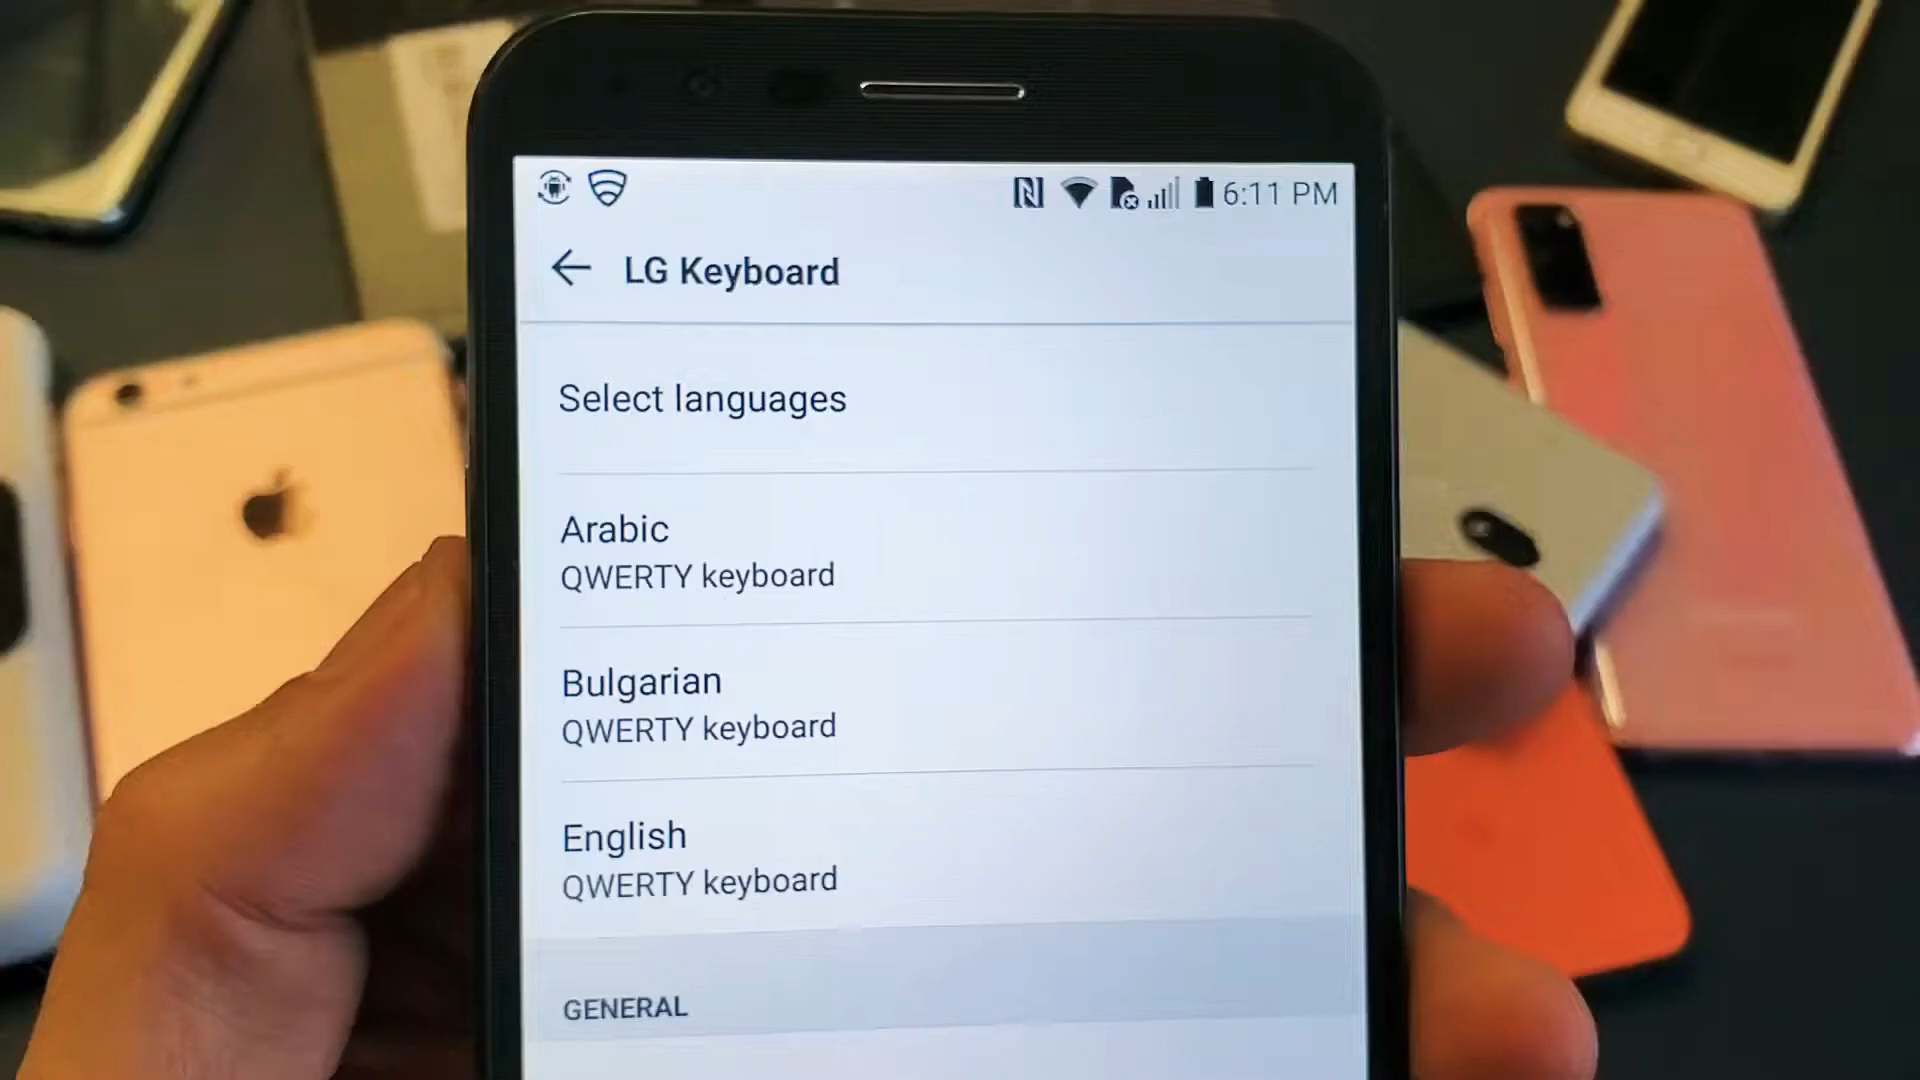 6:11 PM
LG Keyboard
Select languages
Arabic
QWERTY keyboard
Bulgarian
QWERTY keyboard
English
QWERTY keyboard
GENERAL